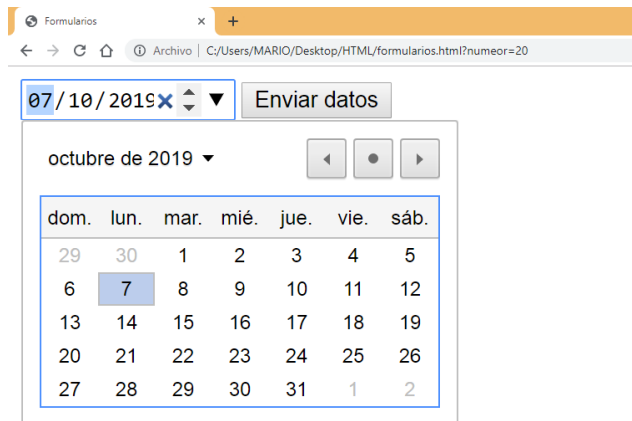 Formularios × +
Archivo | C:/Users/MARIO/Desktop/HTML/formularios.html?numeor=20
07/10/2019 Enviar datos
octubre de 2019
dom. lun. mar. mié. jue. vie. sáb.
29 30 1 2 3 4 5
6 7 8 9 10 11 12
13 14 15 16 17 18 19
20 21 22 23 24 25 26
27 28 29 30 31 1 2